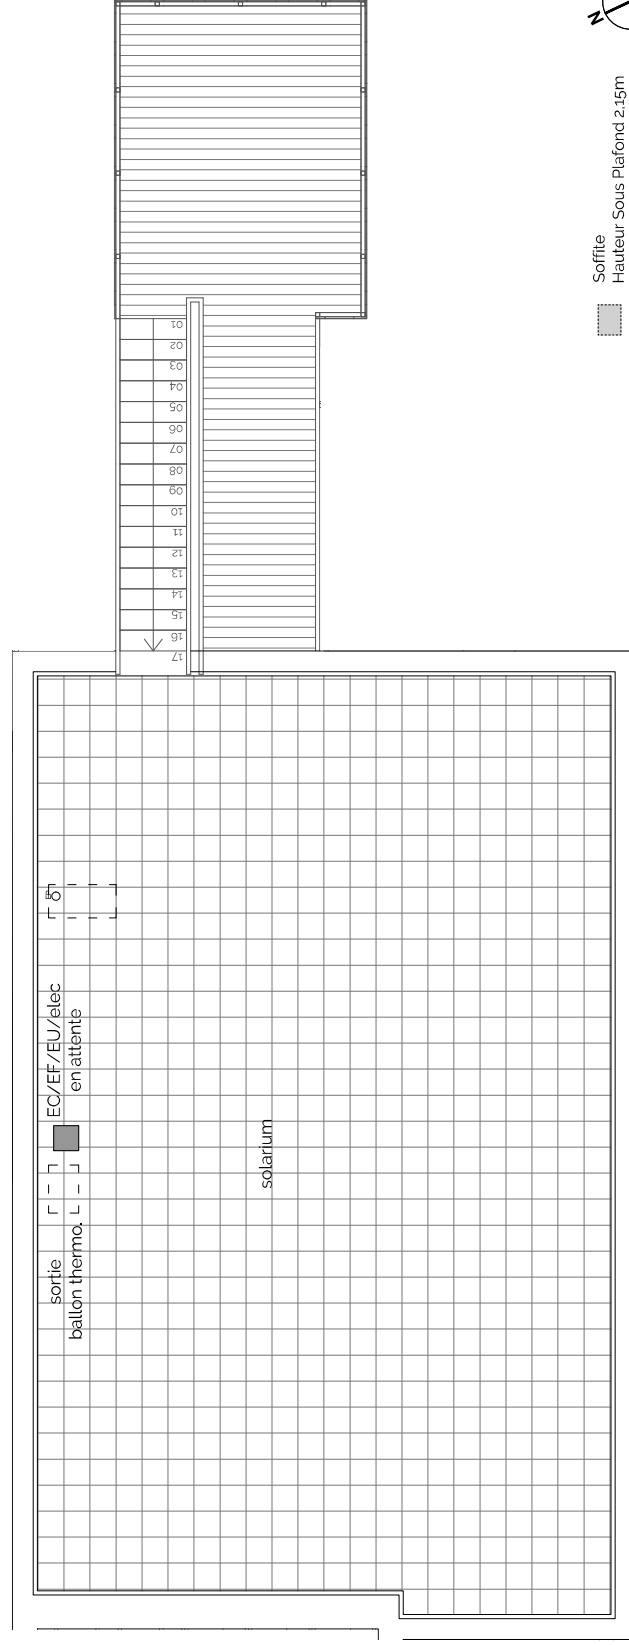 N
Soffite
Hauteur Sous Plafond 2,15m
01
02
03
04
05
06
07
08
09
10
11
12
13
14
15
16
17
EC/EF/EU/elec
en attente
solarium
sortie
ballon thermo.